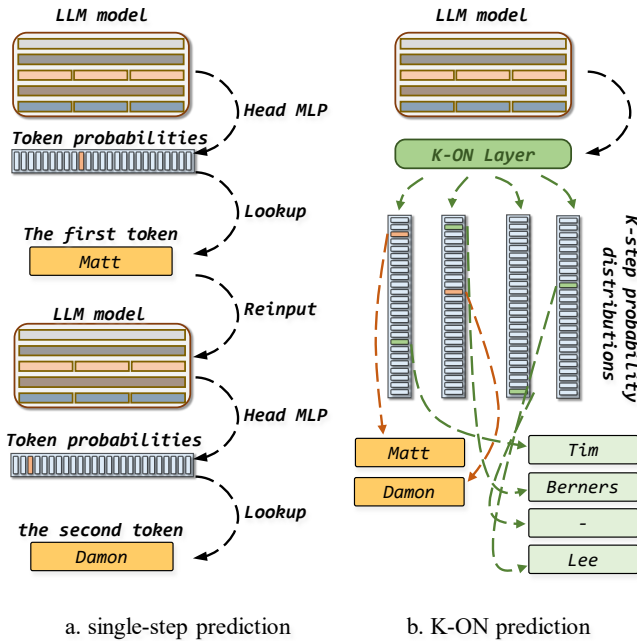 LLM model
Head MLP
Token probabilities
Lookup
The first token
Matt
Reinput
LLM model
Head MLP
Token probabilities
Lookup
the second token
Damon
a. single-step prediction
LLM model
K-ON Layer
K-step probability
distributions
Matt
Damon
Tim
Berners
-
Lee
b. K-ON prediction